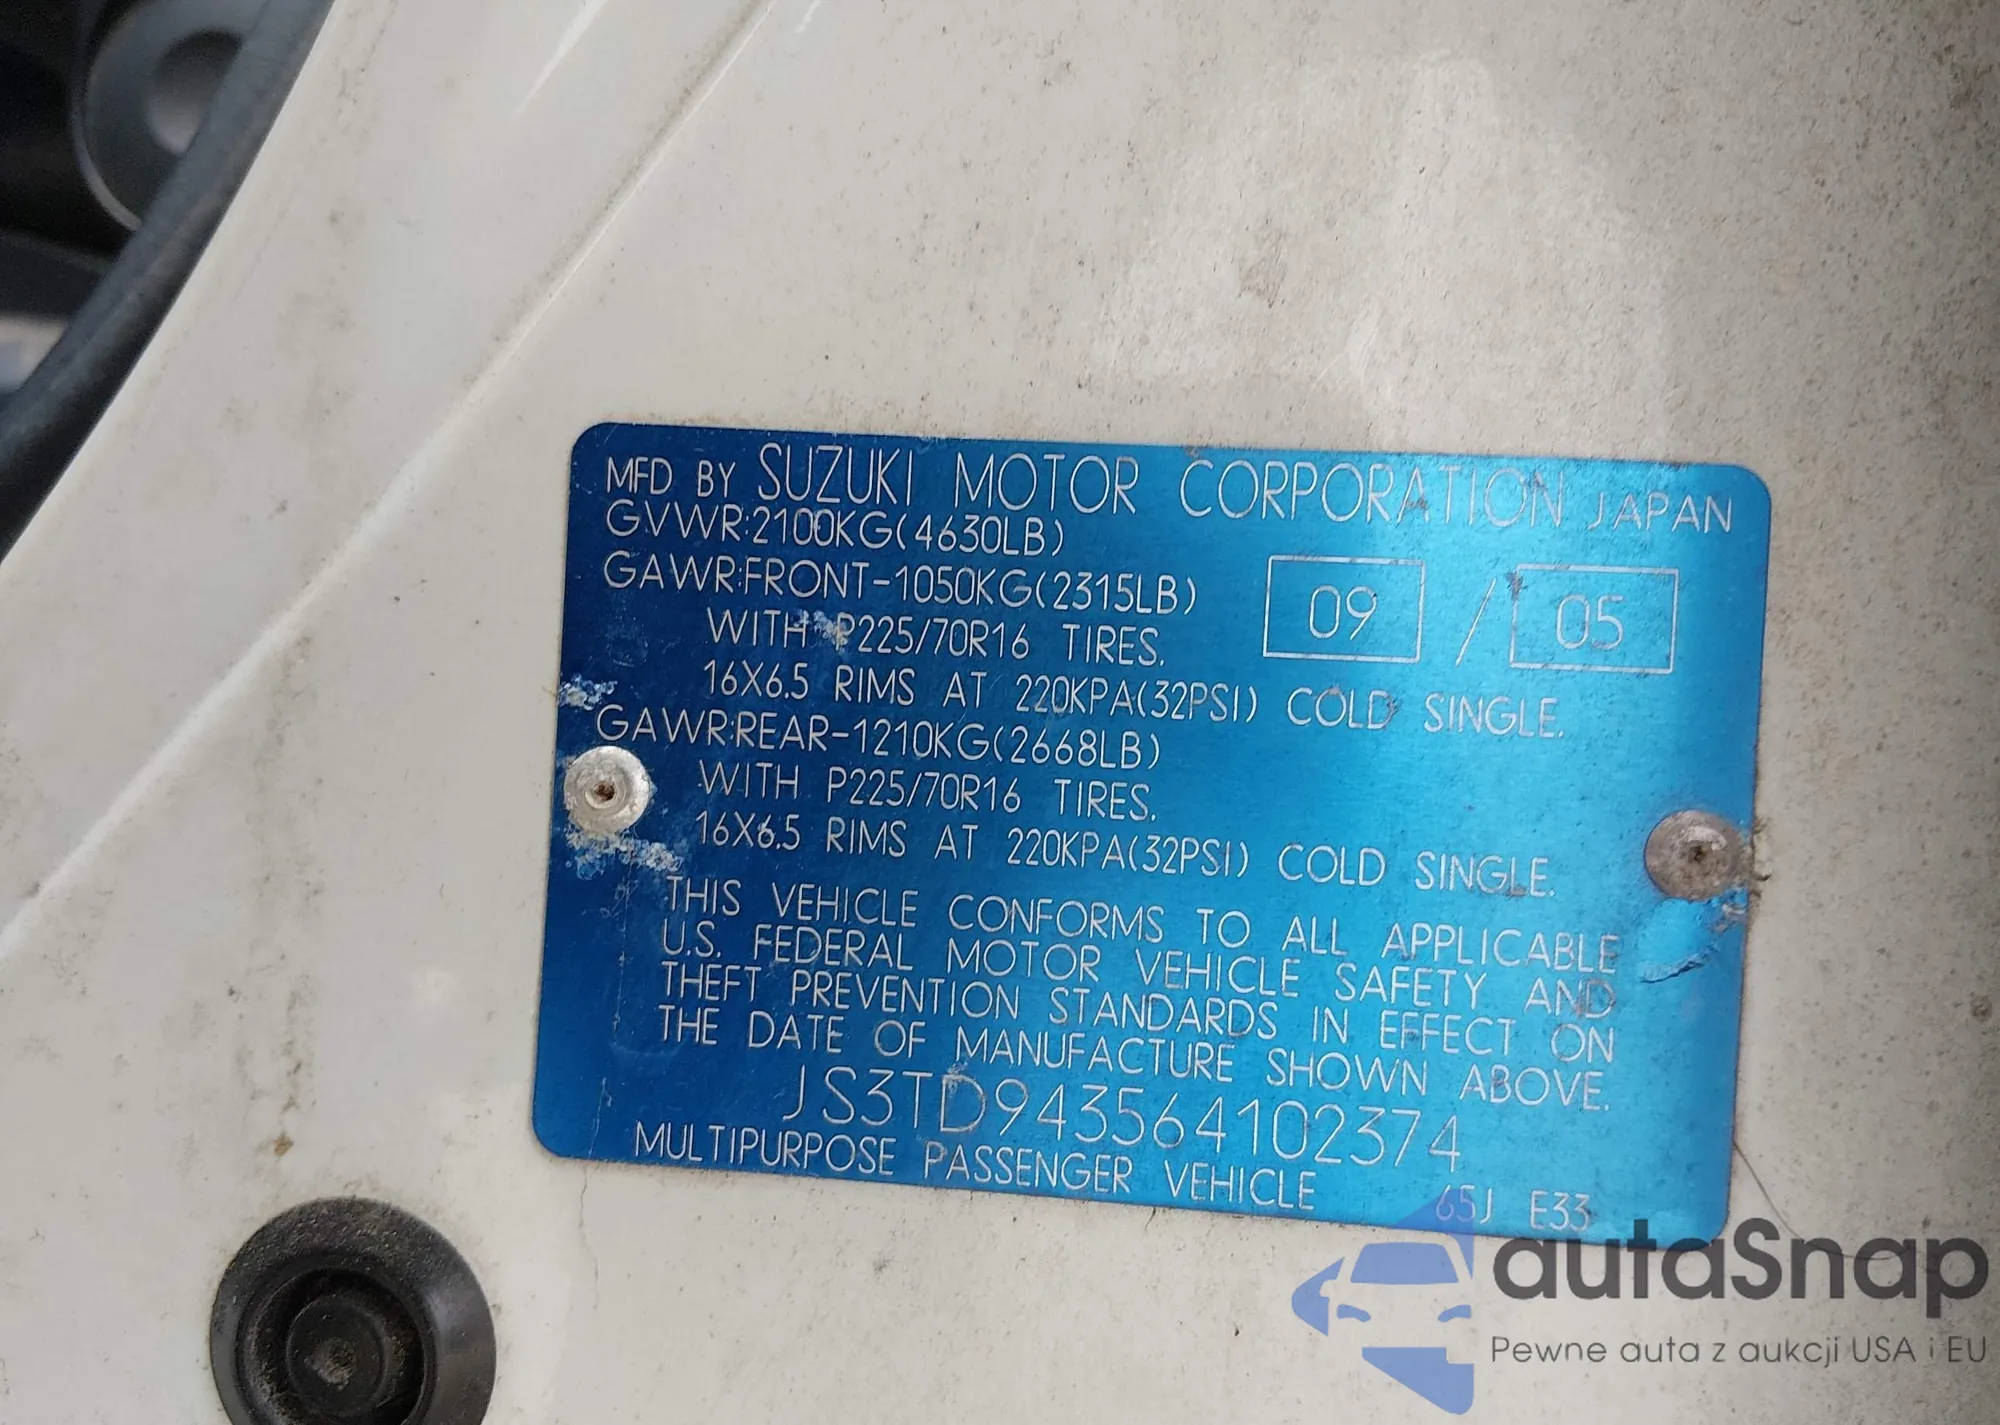 MFD BY SUZUKI MOTOR CORPORATION JAPAN
GVWR:2100KG(4630LB)
GAWR:FRONT-1050KG(2315LB)
09 / 05
WITH P225/70R16 TIRES.
16X6.5 RIMS AT 220KPA(32PSI) COLD SINGLE.
GAWR:REAR-1210KG(2668LB)
WITH P225/70R16 TIRES.
16X6.5 RIMS AT 220KPA(32PSI) COLD SINGLE.
THIS VEHICLE CONFORMS TO ALL APPLICABLE
U.S. FEDERAL MOTOR VEHICLE SAFETY AND
THEFT PREVENTION STANDARDS IN EFFECT ON
THE DATE OF MANUFACTURE SHOWN ABOVE.
JS3TD943564102374
MULTIPURPOSE PASSENGER VEHICLE 65J E33
autaSnap
Pewne auta z aukcji USA i EU